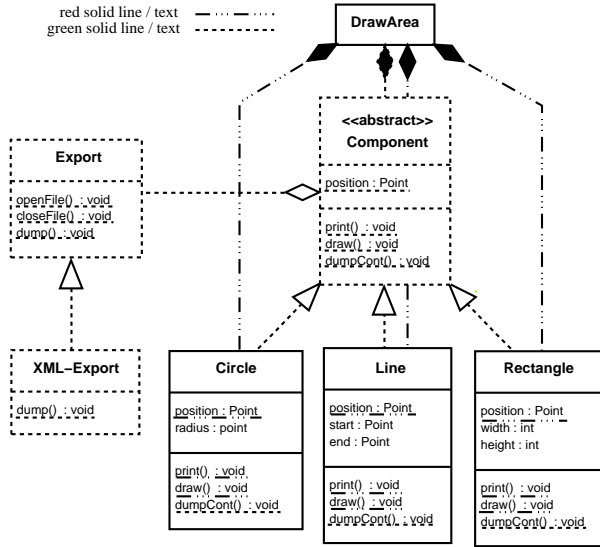 red solid line / text
green solid line / text
DrawArea
<<abstract>>
Component
position : Point
print() : void
draw() : void
dumpCont() : void
Export
openFile() : void
closeFile() : void
dump() : void
XML-Export
dump() : void
Circle
position : Point
radius : point
print() : void
draw() : void
dumpCont() : void
Line
position : Point
start : Point
end : Point
print() : void
draw() : void
dumpCont() : void
Rectangle
position : Point
width : int
height : int
print() : void
draw() : void
dumpCont() : void